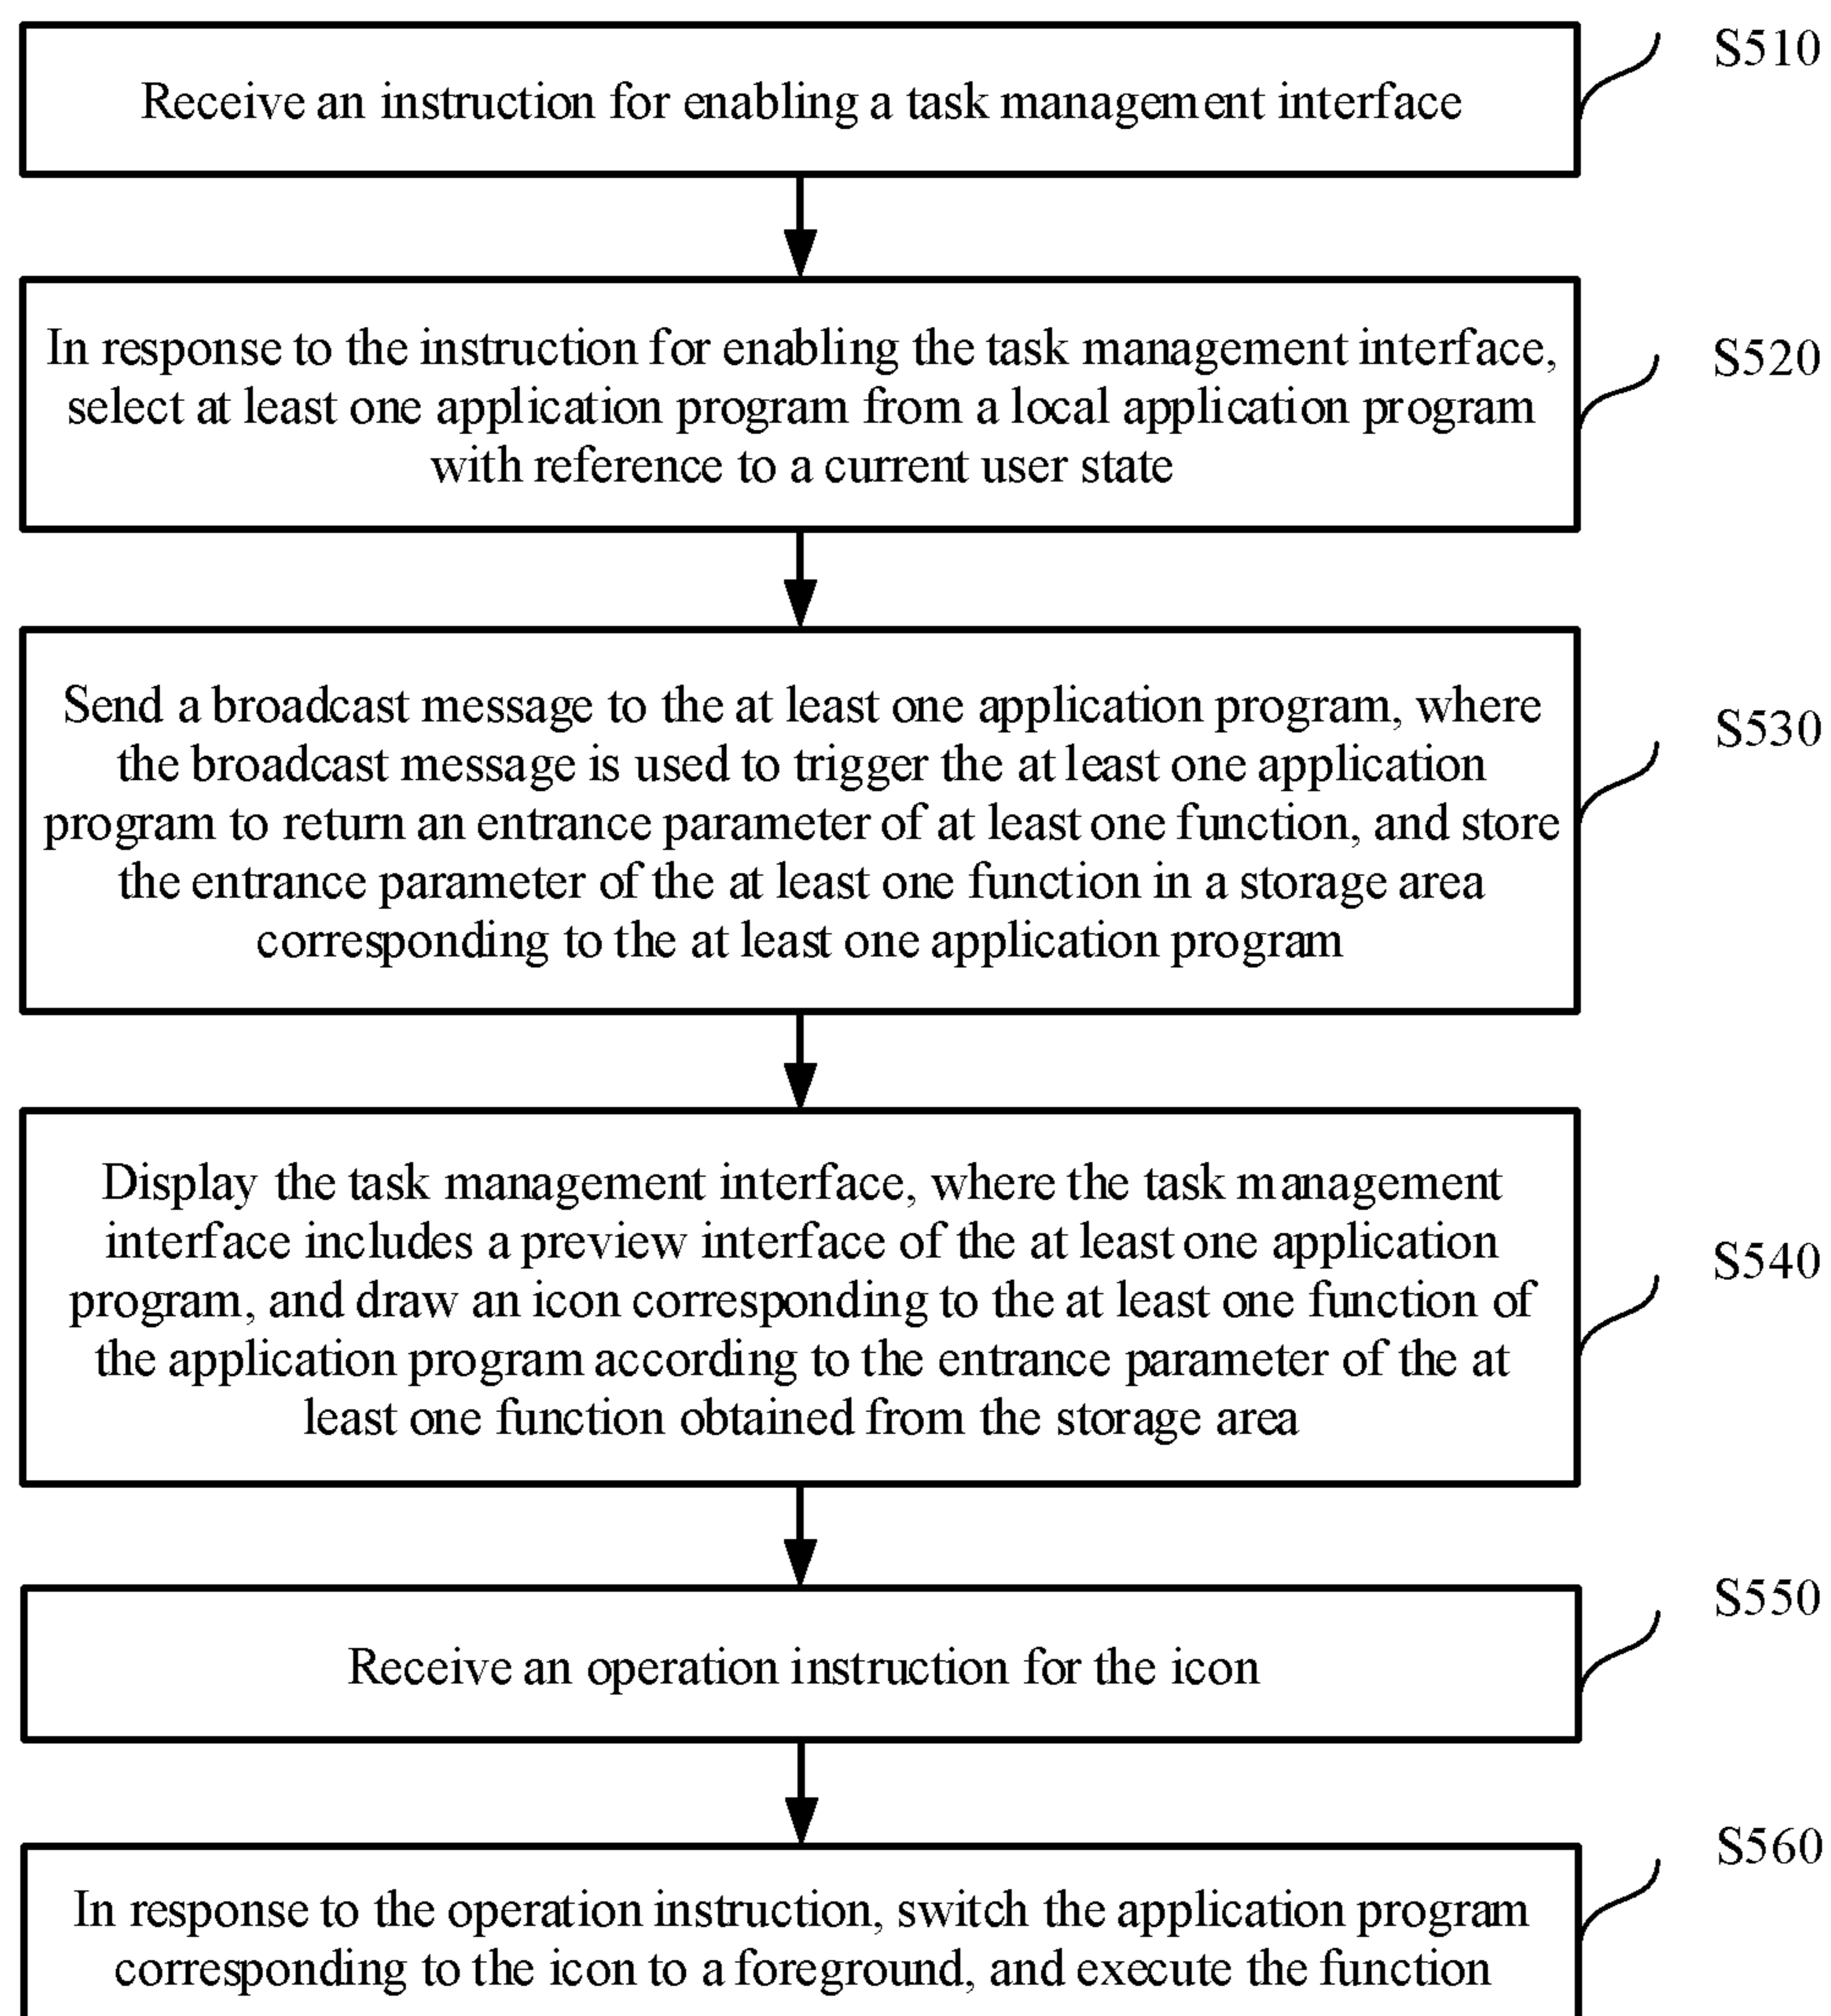 S510
Receive an instruction for enabling a task management interface
S520
In response to the instruction for enabling the task management interface,
select at least one application program from a local application program
with reference to a current user state
S530
Send a broadcast message to the at least one application program, where
the broadcast message is used to trigger the at least one application
program to return an entrance parameter of at least one function, and store
the entrance parameter of the at least one function in a storage area
corresponding to the at least one application program
S540
Display the task management interface, where the task management
interface includes a preview interface of the at least one application
program, and draw an icon corresponding to the at least one function of
the application program according to the entrance parameter of the at
least one function obtained from the storage area
S550
Receive an operation instruction for the icon
S560
In response to the operation instruction, switch the application program
corresponding to the icon to a foreground, and execute the function